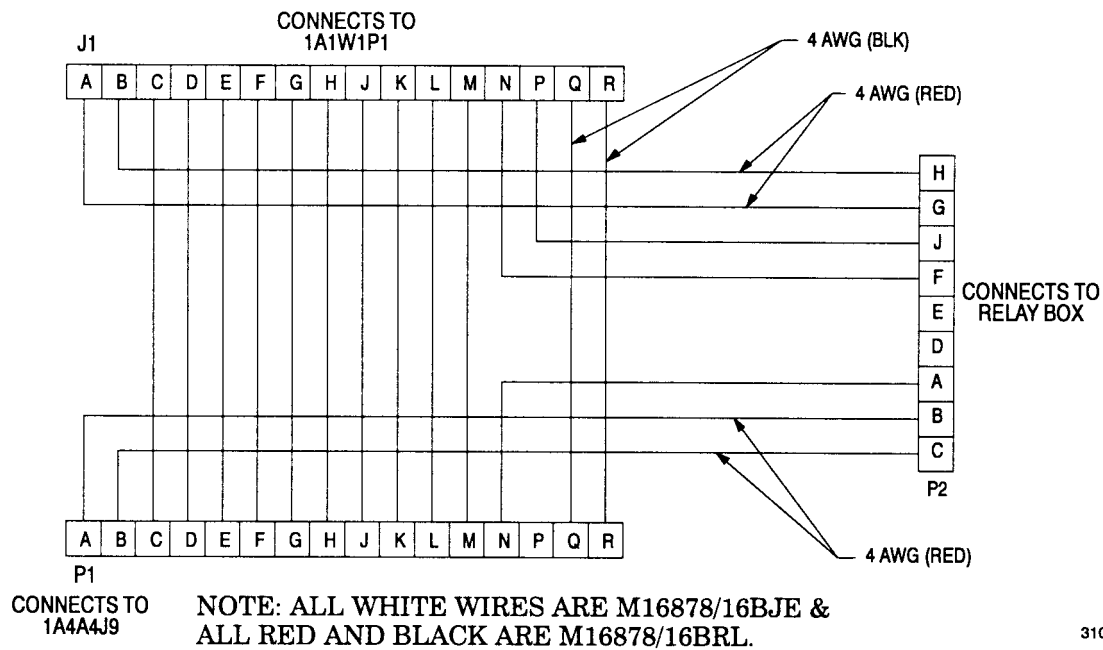 CONNECTS TO
1A1W1P1
J1
4 AWG (BLK)
A B C D E F G H J K L M N P Q R
4 AWG (RED)
H
G
J
F
E
D
A
B
C
CONNECTS TO
RELAY BOX
P2
A B C D E F G H J K L M N P Q R
4 AWG (RED)
P1
CONNECTS TO
1A4A4J9
NOTE: ALL WHITE WIRES ARE M16878/16BJE &
ALL RED AND BLACK ARE M16878/16BRL.
310